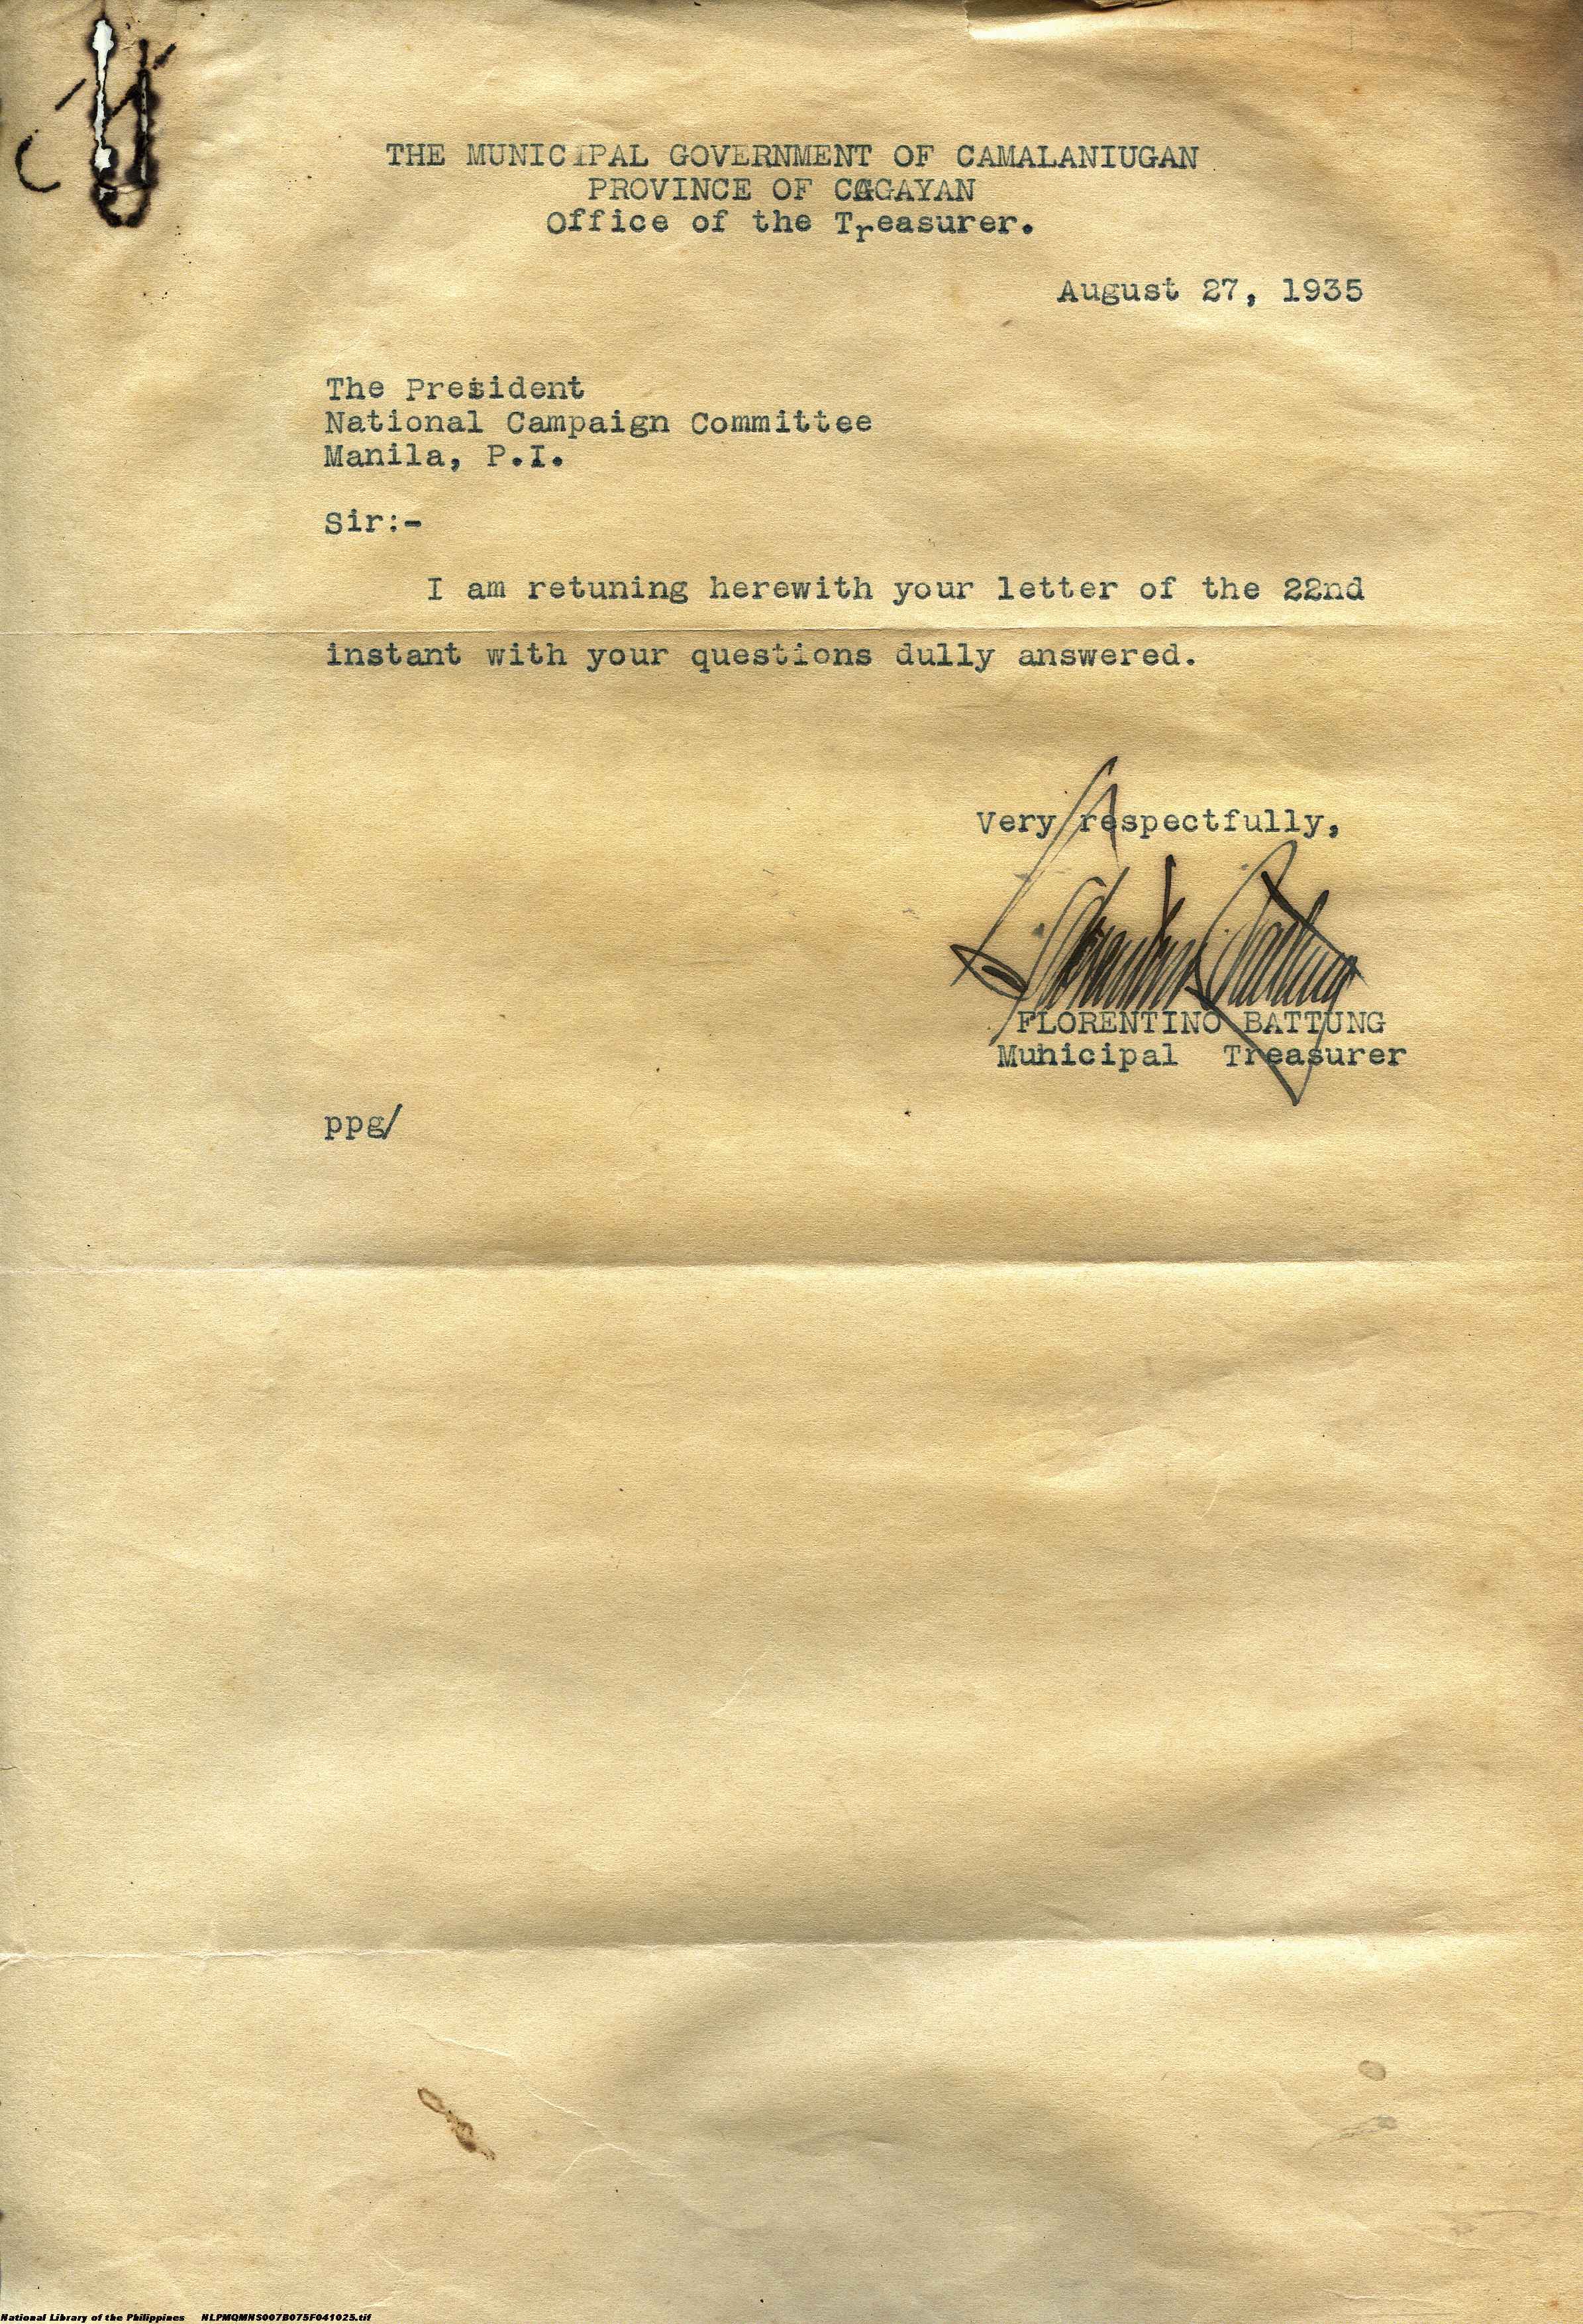 THE MUNICIPAL GOVERNMENT OF CAMALANIUGAN
PROVINCE OF CAGAYAN
Office of the Treasurer.
August 27, 1935
The President
National Campaign Committee
Manila, P.I.
Sir:-
I am retuning herewith your letter of the 22nd
instant with your questions dully answered.
Very respectfully,
Florentino Battung
FLORENTINO BATTUNG
Municipal Treasurer
ppg/
National Library of the Philippines NLPMQMNS007B075F041025.tif